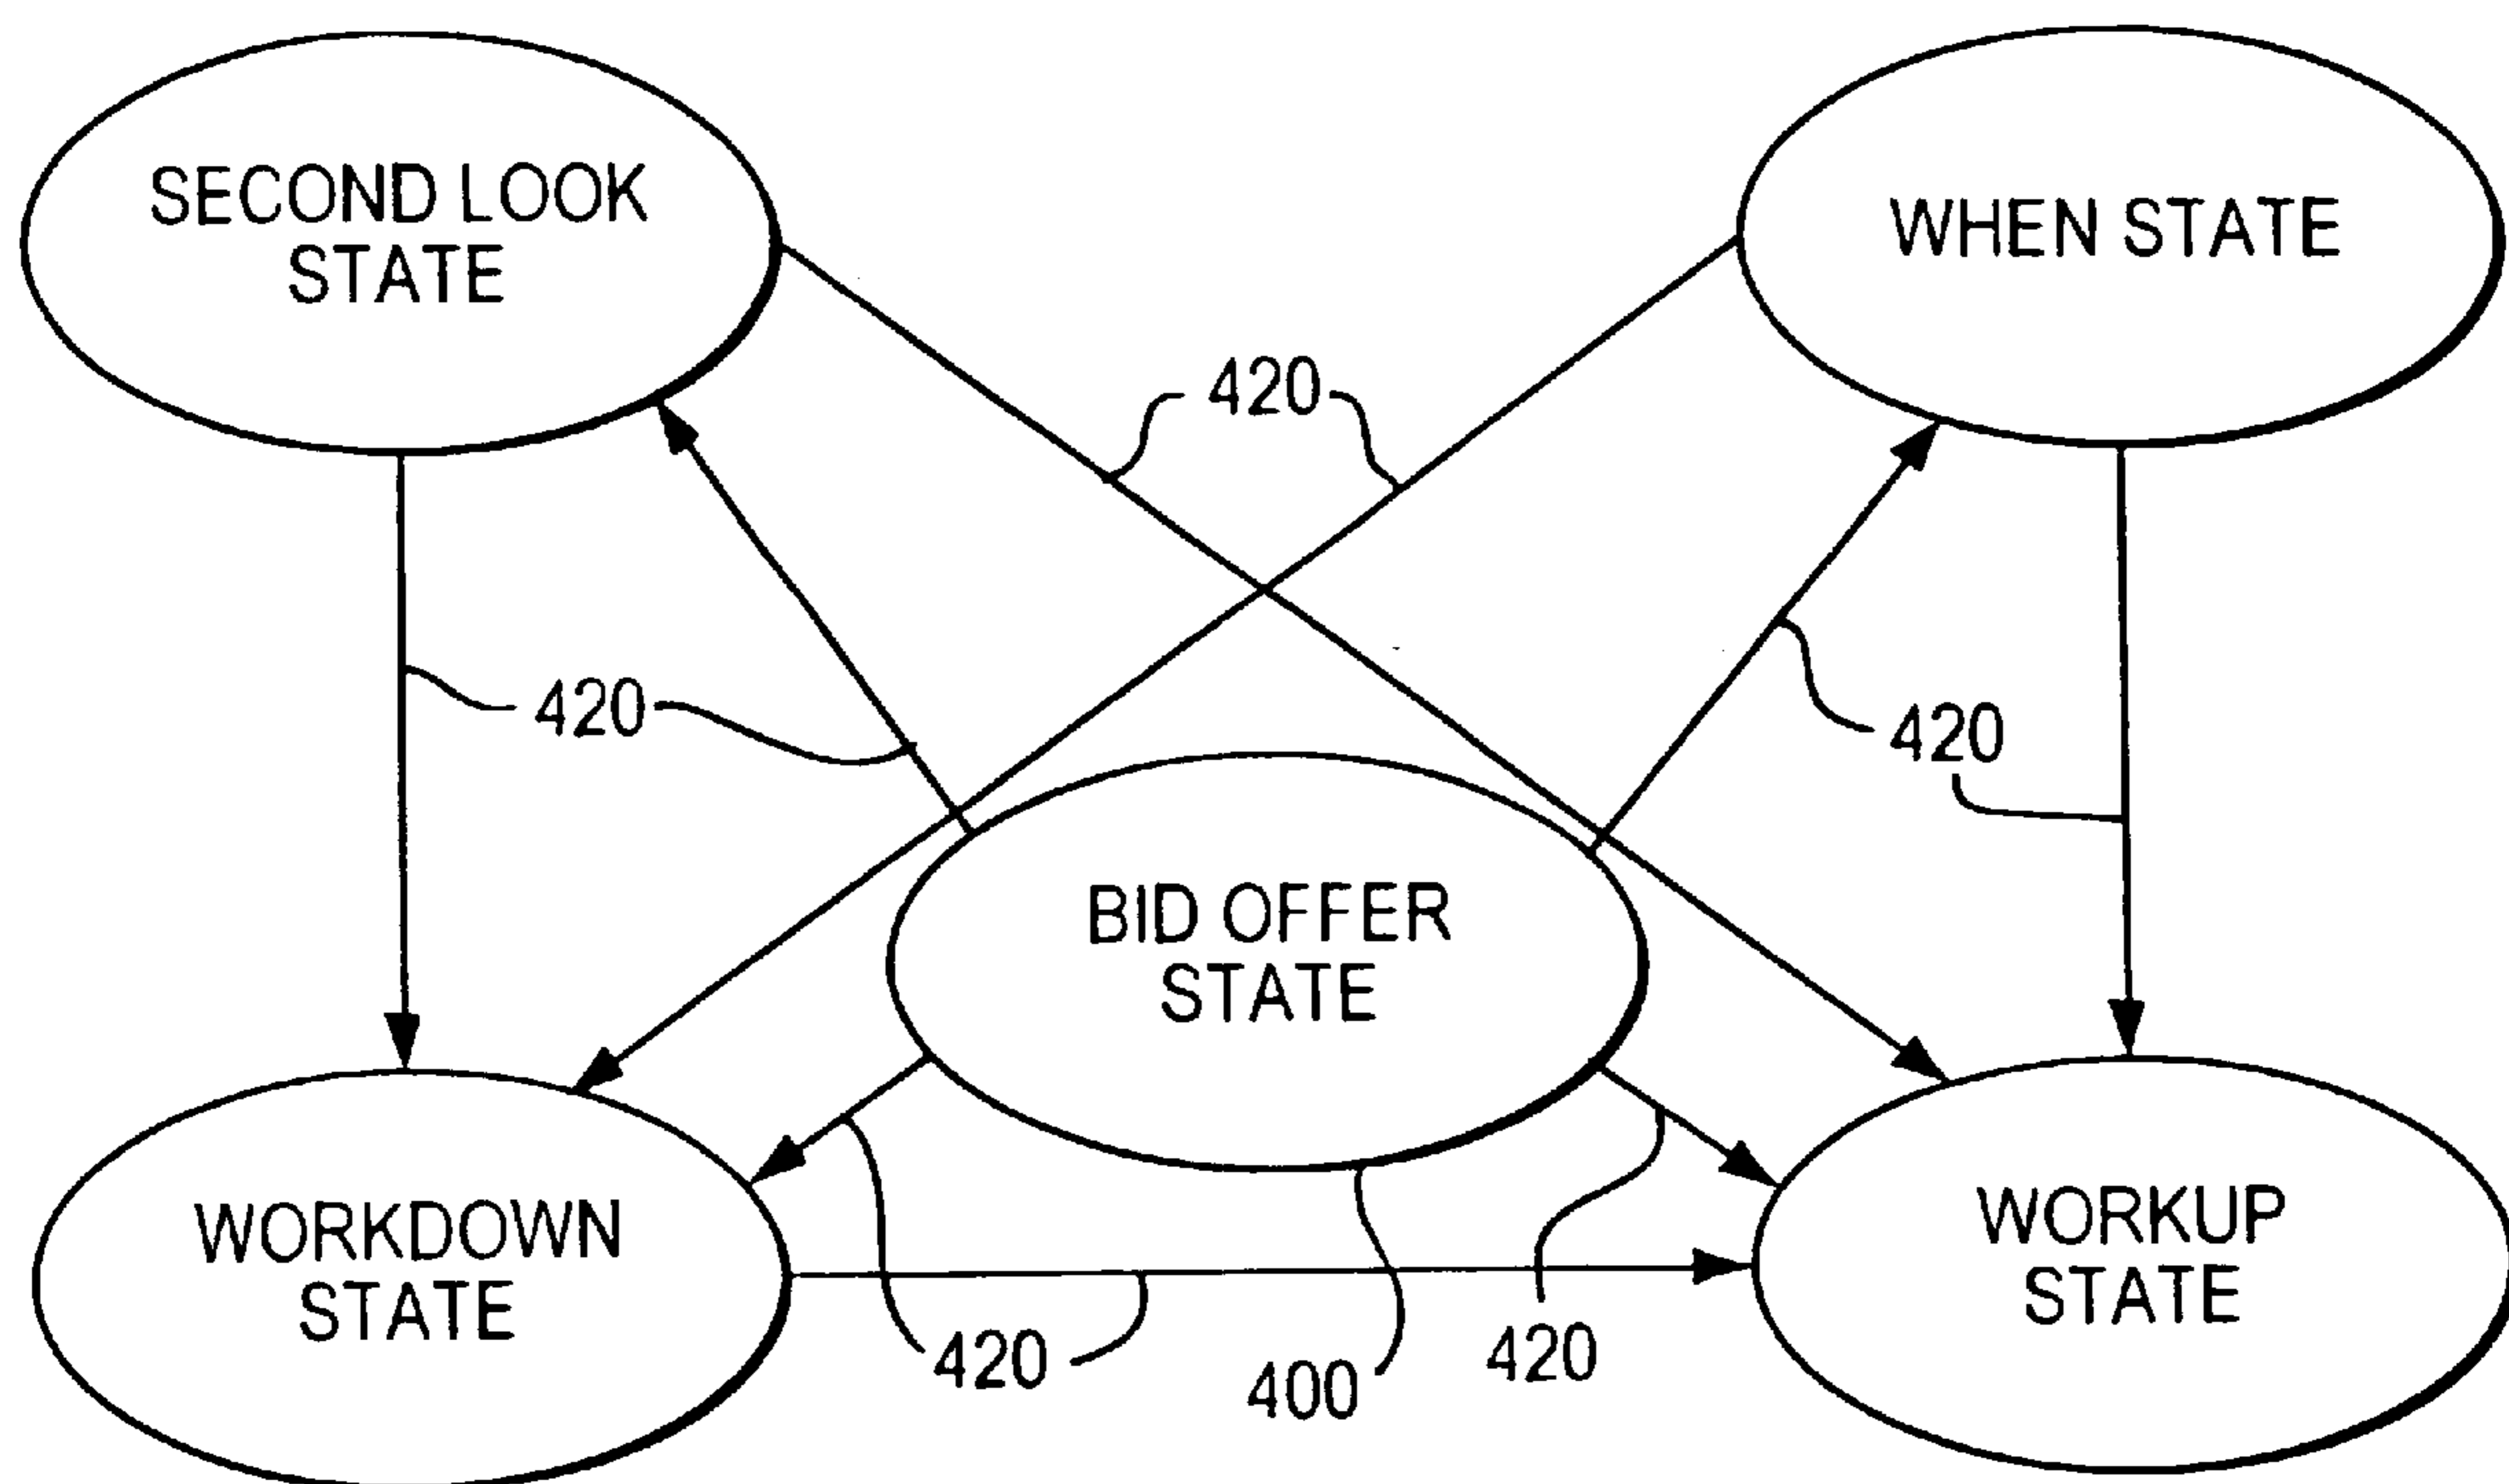 SECOND LOOK
STATE
WHEN STATE
420
420
420
BID OFFER
STATE
WORKDOWN
STATE
WORKUP
STATE
420
400
420